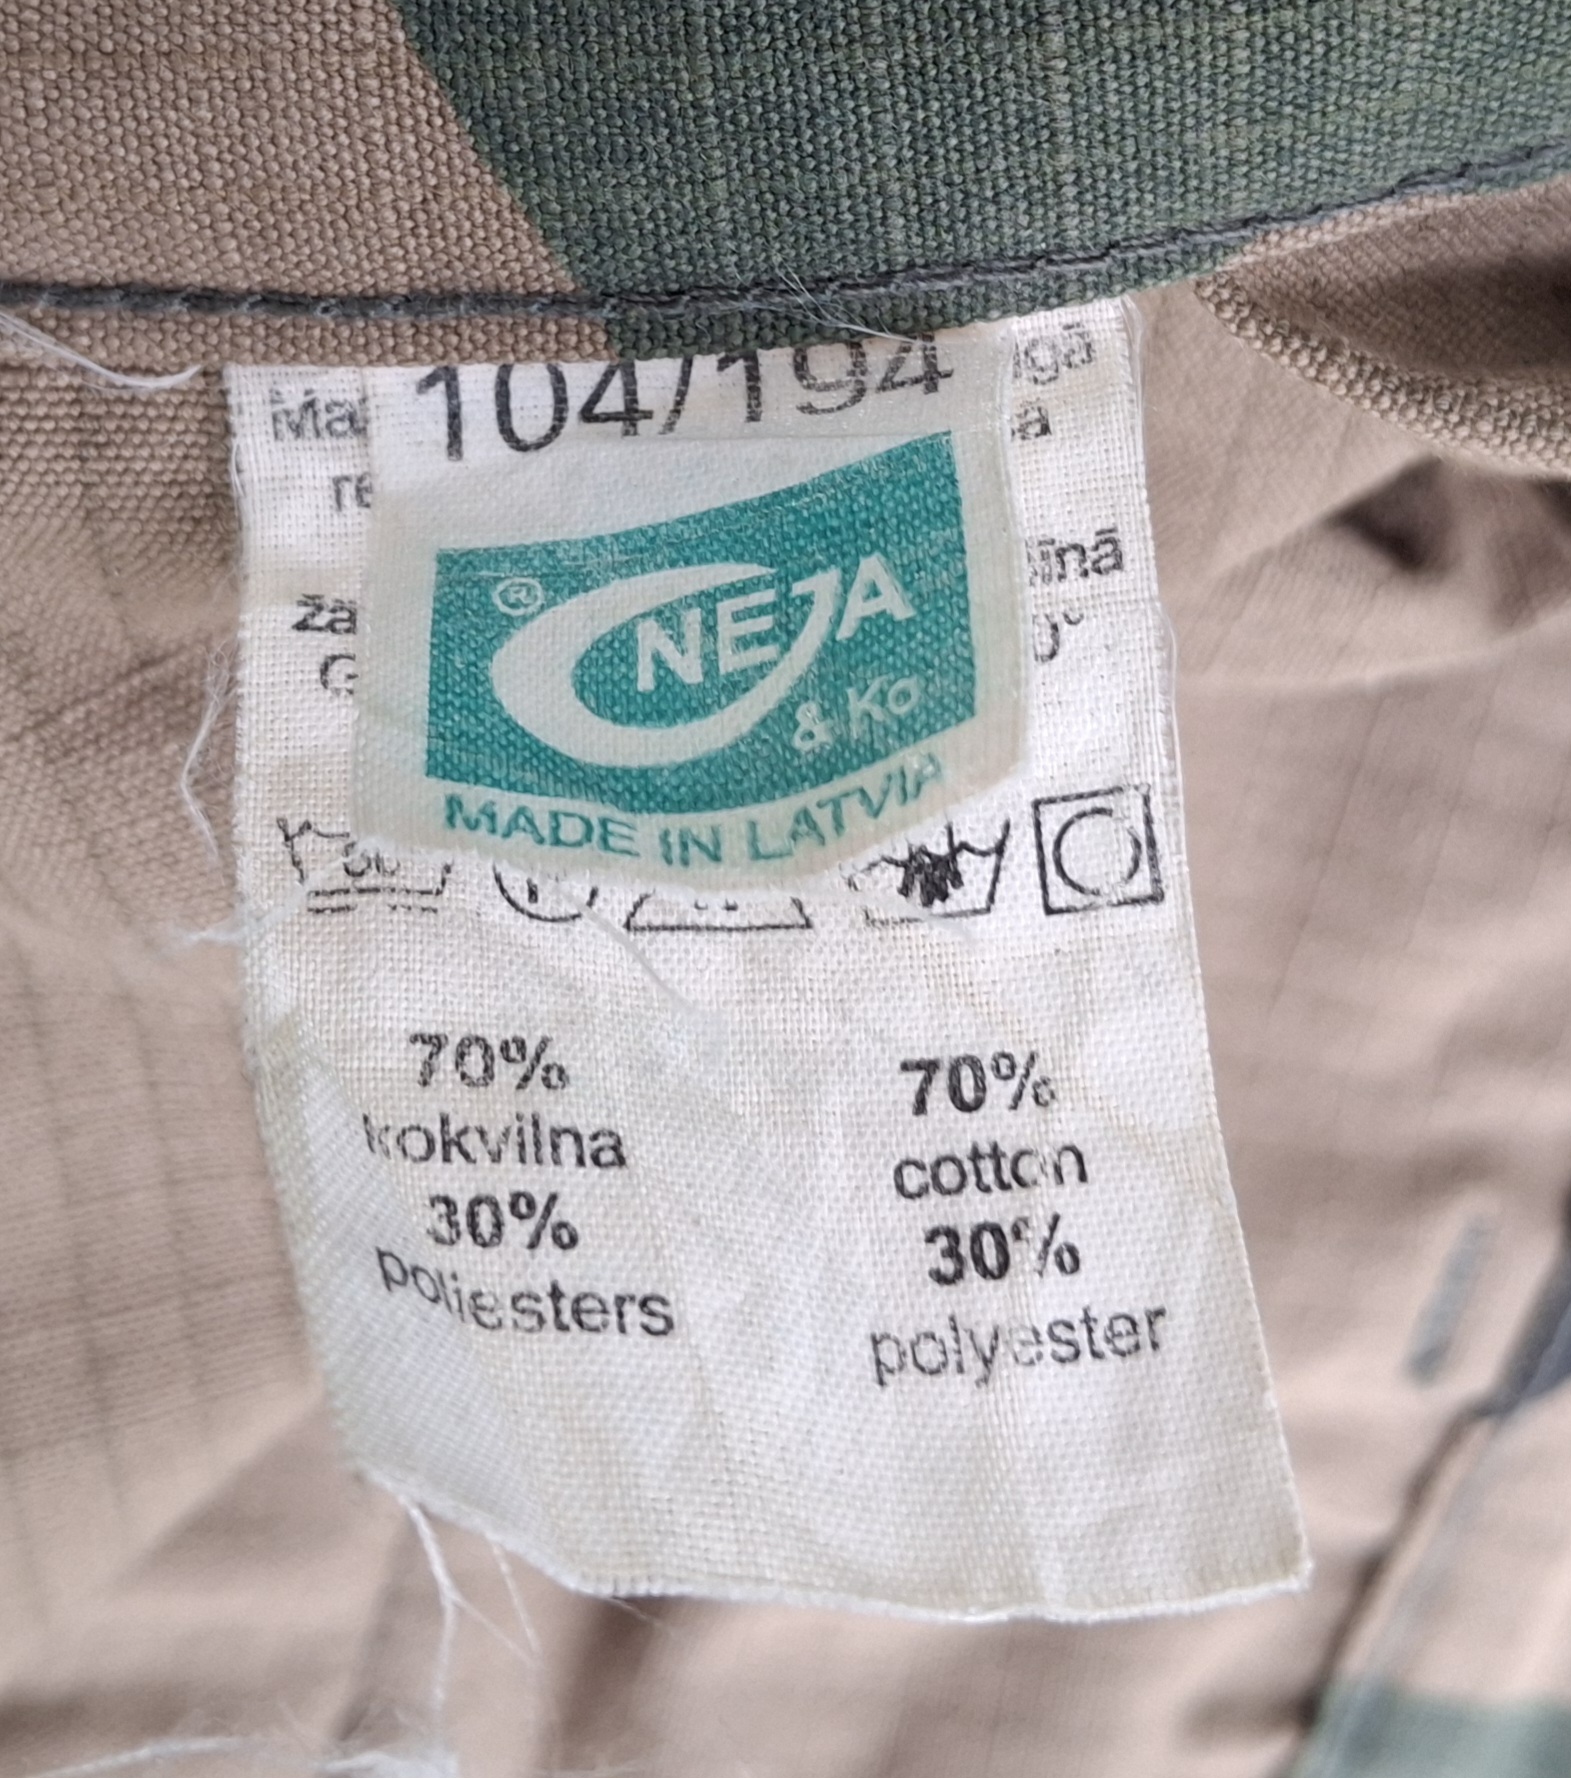 104/194
® NEJA
& Ko
MADE IN LATVIA
70%
kokvilna
30%
poliesters
70%
cotton
30%
polyester